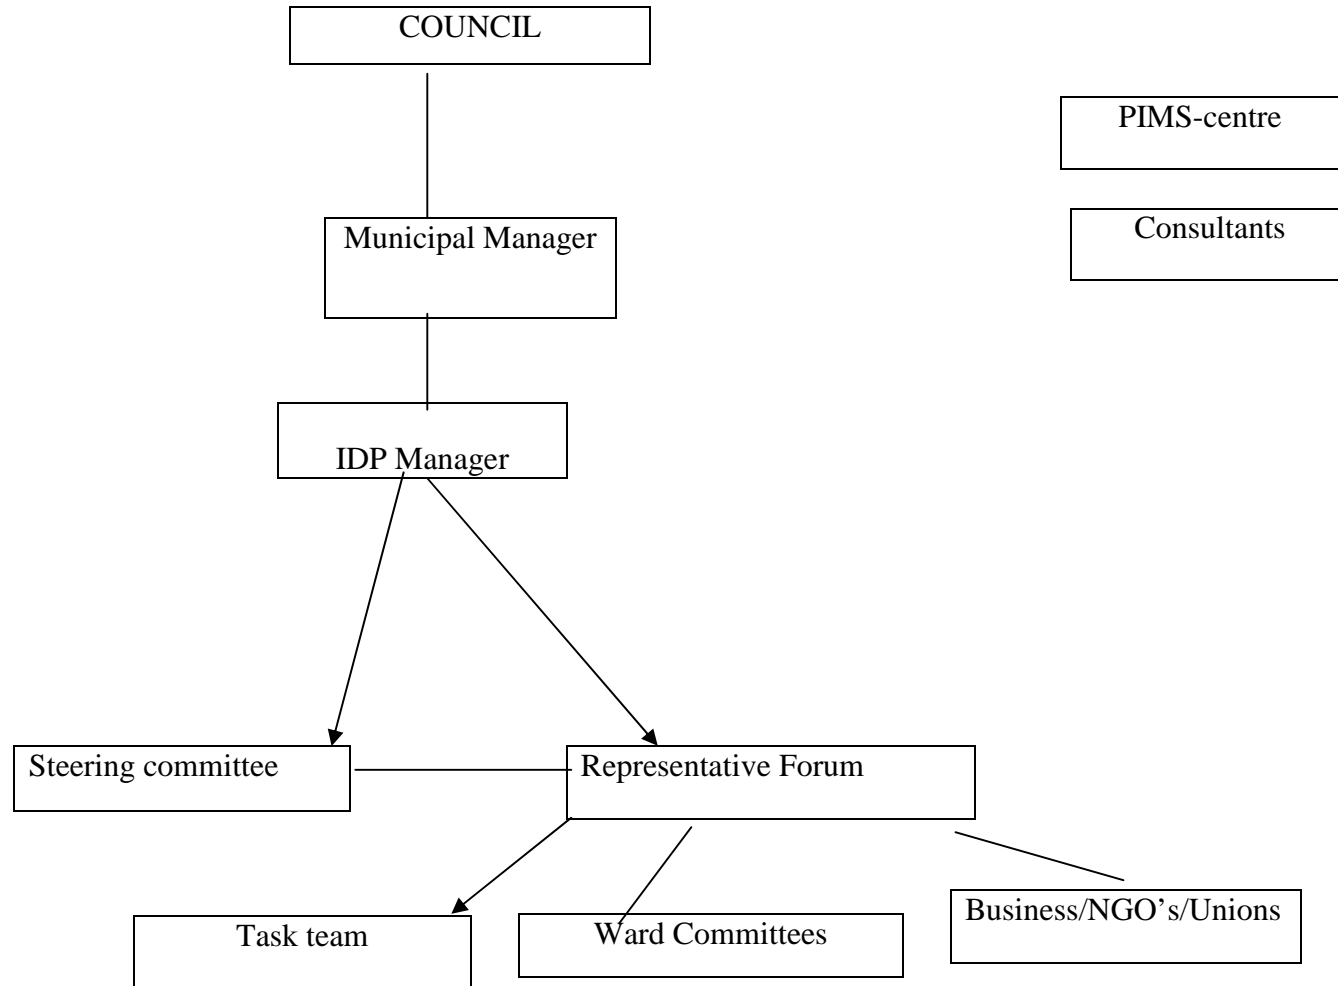 COUNCIL
PIMS-centre
Municipal Manager
Consultants
IDP Manager
Steering committee
Representative Forum
Task team
Ward Committees
Business/NGO’s/Unions